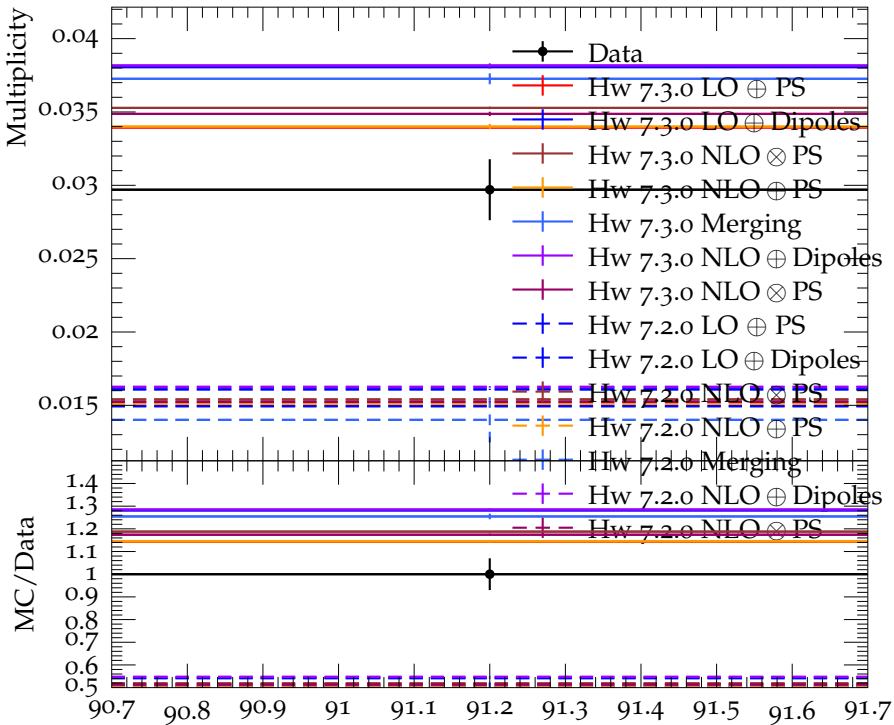 Multiplicity
0.04
0.035
0.03
0.025
0.02
0.015
Data
Hw 7.3.0 LO ⊕ PS
Hw 7.3.0 LO ⊕ Dipoles
Hw 7.3.0 NLO ⊗ PS
Hw 7.3.0 NLO ⊕ PS
Hw 7.3.0 Merging
Hw 7.3.0 NLO ⊕ Dipoles
Hw 7.3.0 NLO ⊗ PS
Hw 7.2.0 LO ⊕ PS
Hw 7.2.0 LO ⊕ Dipoles
Hw 7.2.0 NLO ⊗ PS
Hw 7.2.0 NLO ⊕ PS
Hw 7.2.0 Merging
Hw 7.2.0 NLO ⊕ Dipoles
Hw 7.2.0 NLO ⊗ PS
MC/Data
1.4
1.3
1.2
1.1
1
0.9
0.8
0.7
0.6
0.5
90.7 90.8 90.9 91 91.1 91.2 91.3 91.4 91.5 91.6 91.7